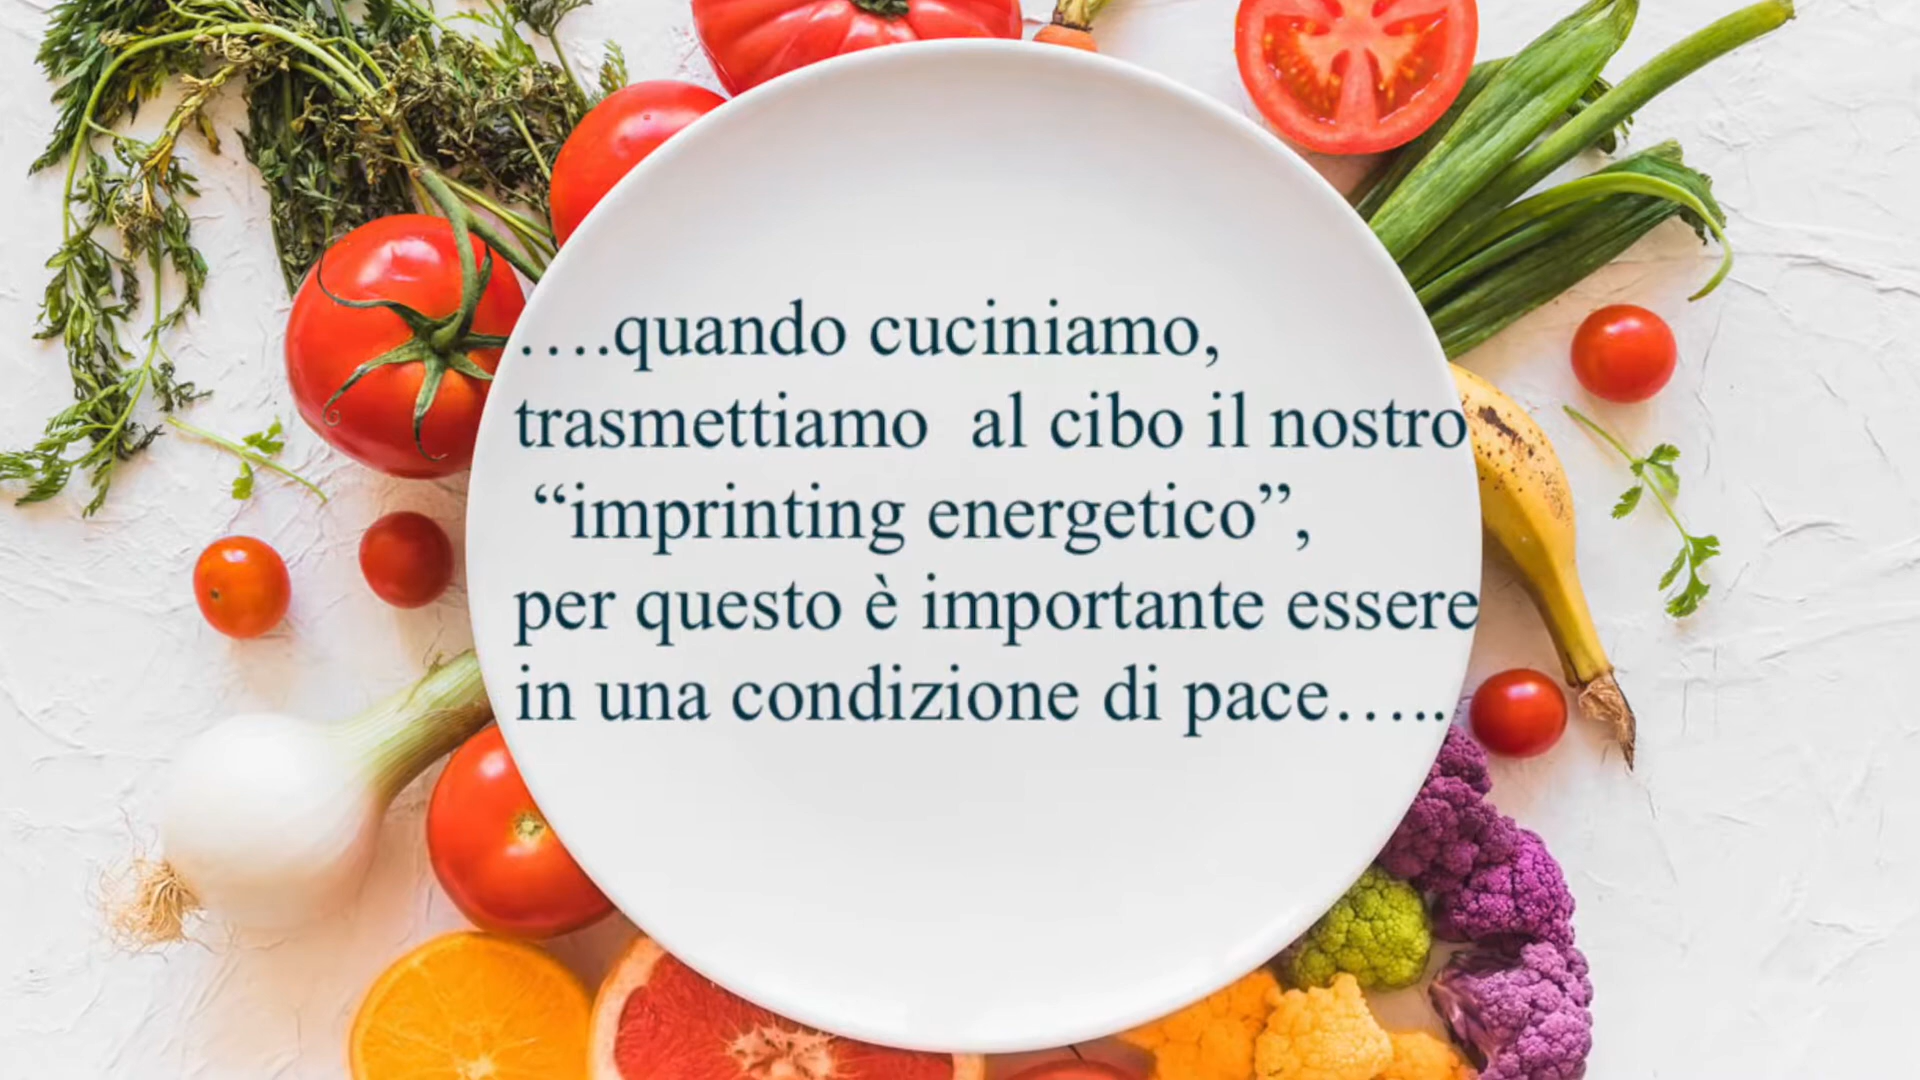 ….quando cuciniamo,
trasmettiamo  al cibo il nostro
“imprinting energetico”,
per questo è importante essere
in una condizione di pace…..